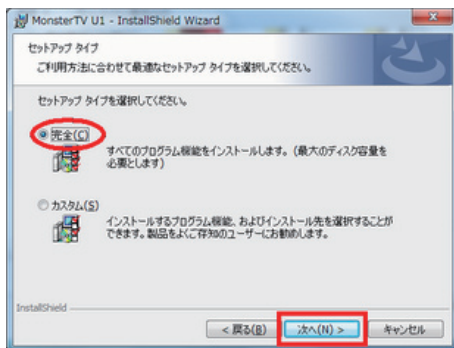 MonsterTV U1 - InstallShield Wizard
セットアップ タイプ
ご利用方法に合わせて最適なセットアップ タイプを選択してください。
セットアップ タイプを選択してください。
完全(C)
すべてのプログラム機能をインストールします。(最大のディスク容量を
必要とします)
カスタム(S)
インストールするプログラム機能、およびインストール先を選択することが
できます。製品をよくご存知のユーザーにお勧めします。
InstallShield
< 戻る(B)
次へ(N) >
キャンセル